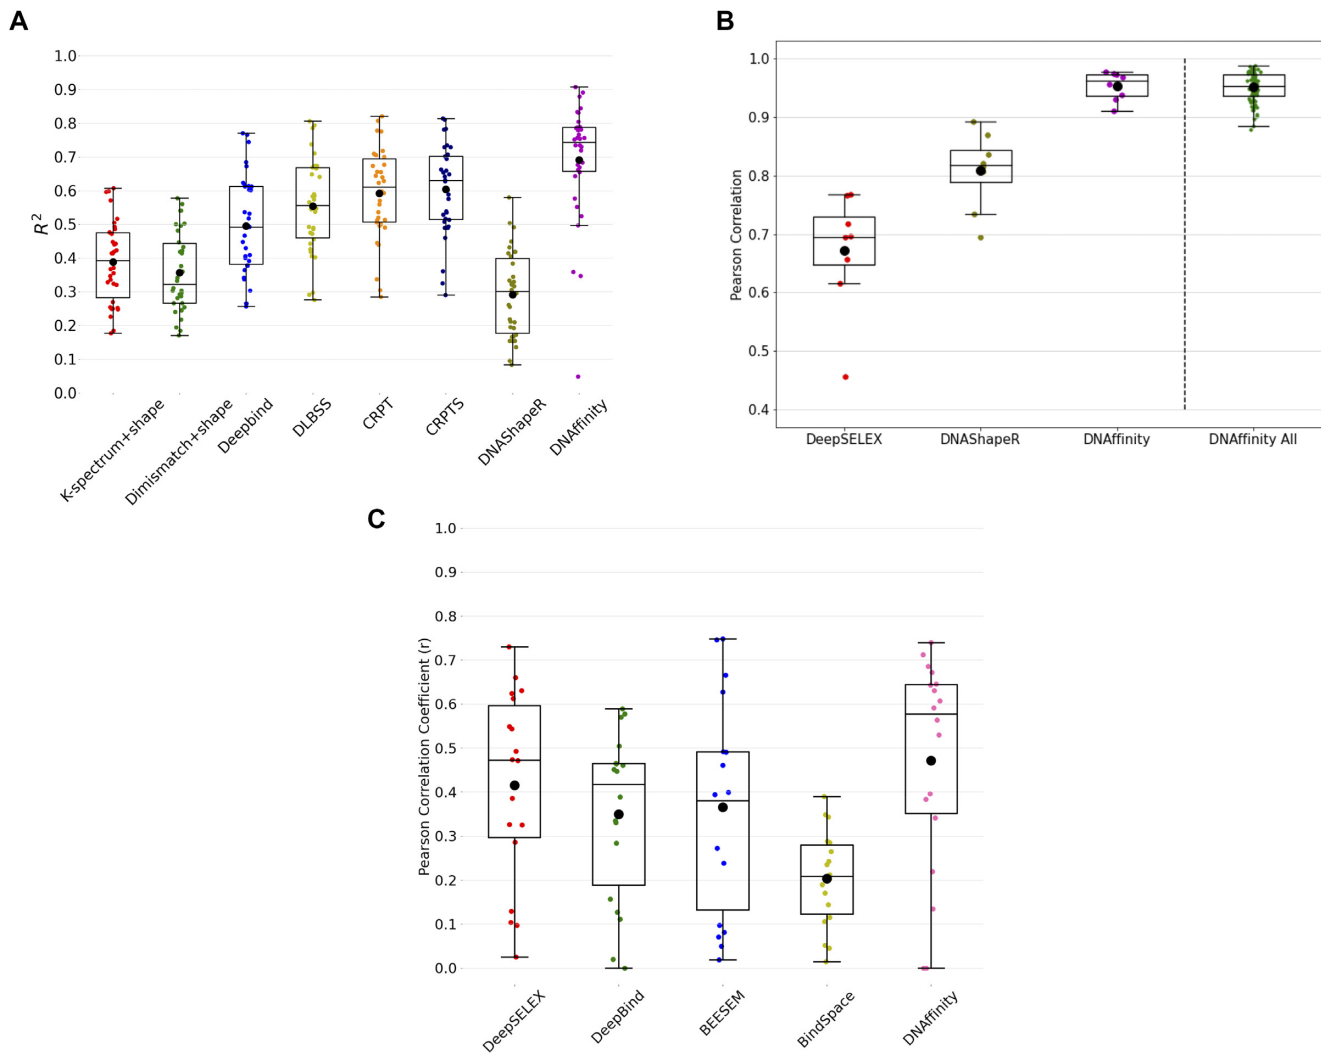 A
1.0
0.9
0.8
0.7
0.6
0.5
0.4
0.3
0.2
0.1
0.0
R²
K-spectrum+shape
Dimismatch+shape
Deepbind
DLBSS
CRPT
CRPTS
DNAShapeR
DNAffinity
B
1.0
0.9
0.8
0.7
0.6
0.5
0.4
Pearson Correlation
DeepSELEX
DNAShapeR
DNAffinity
DNAffinity All
C
1.0
0.9
0.8
0.7
0.6
0.5
0.4
0.3
0.2
0.1
0.0
Pearson Correlation Coefficient (r)
DeepSELEX
DeepBind
BEESEM
BindSpace
DNAffinity